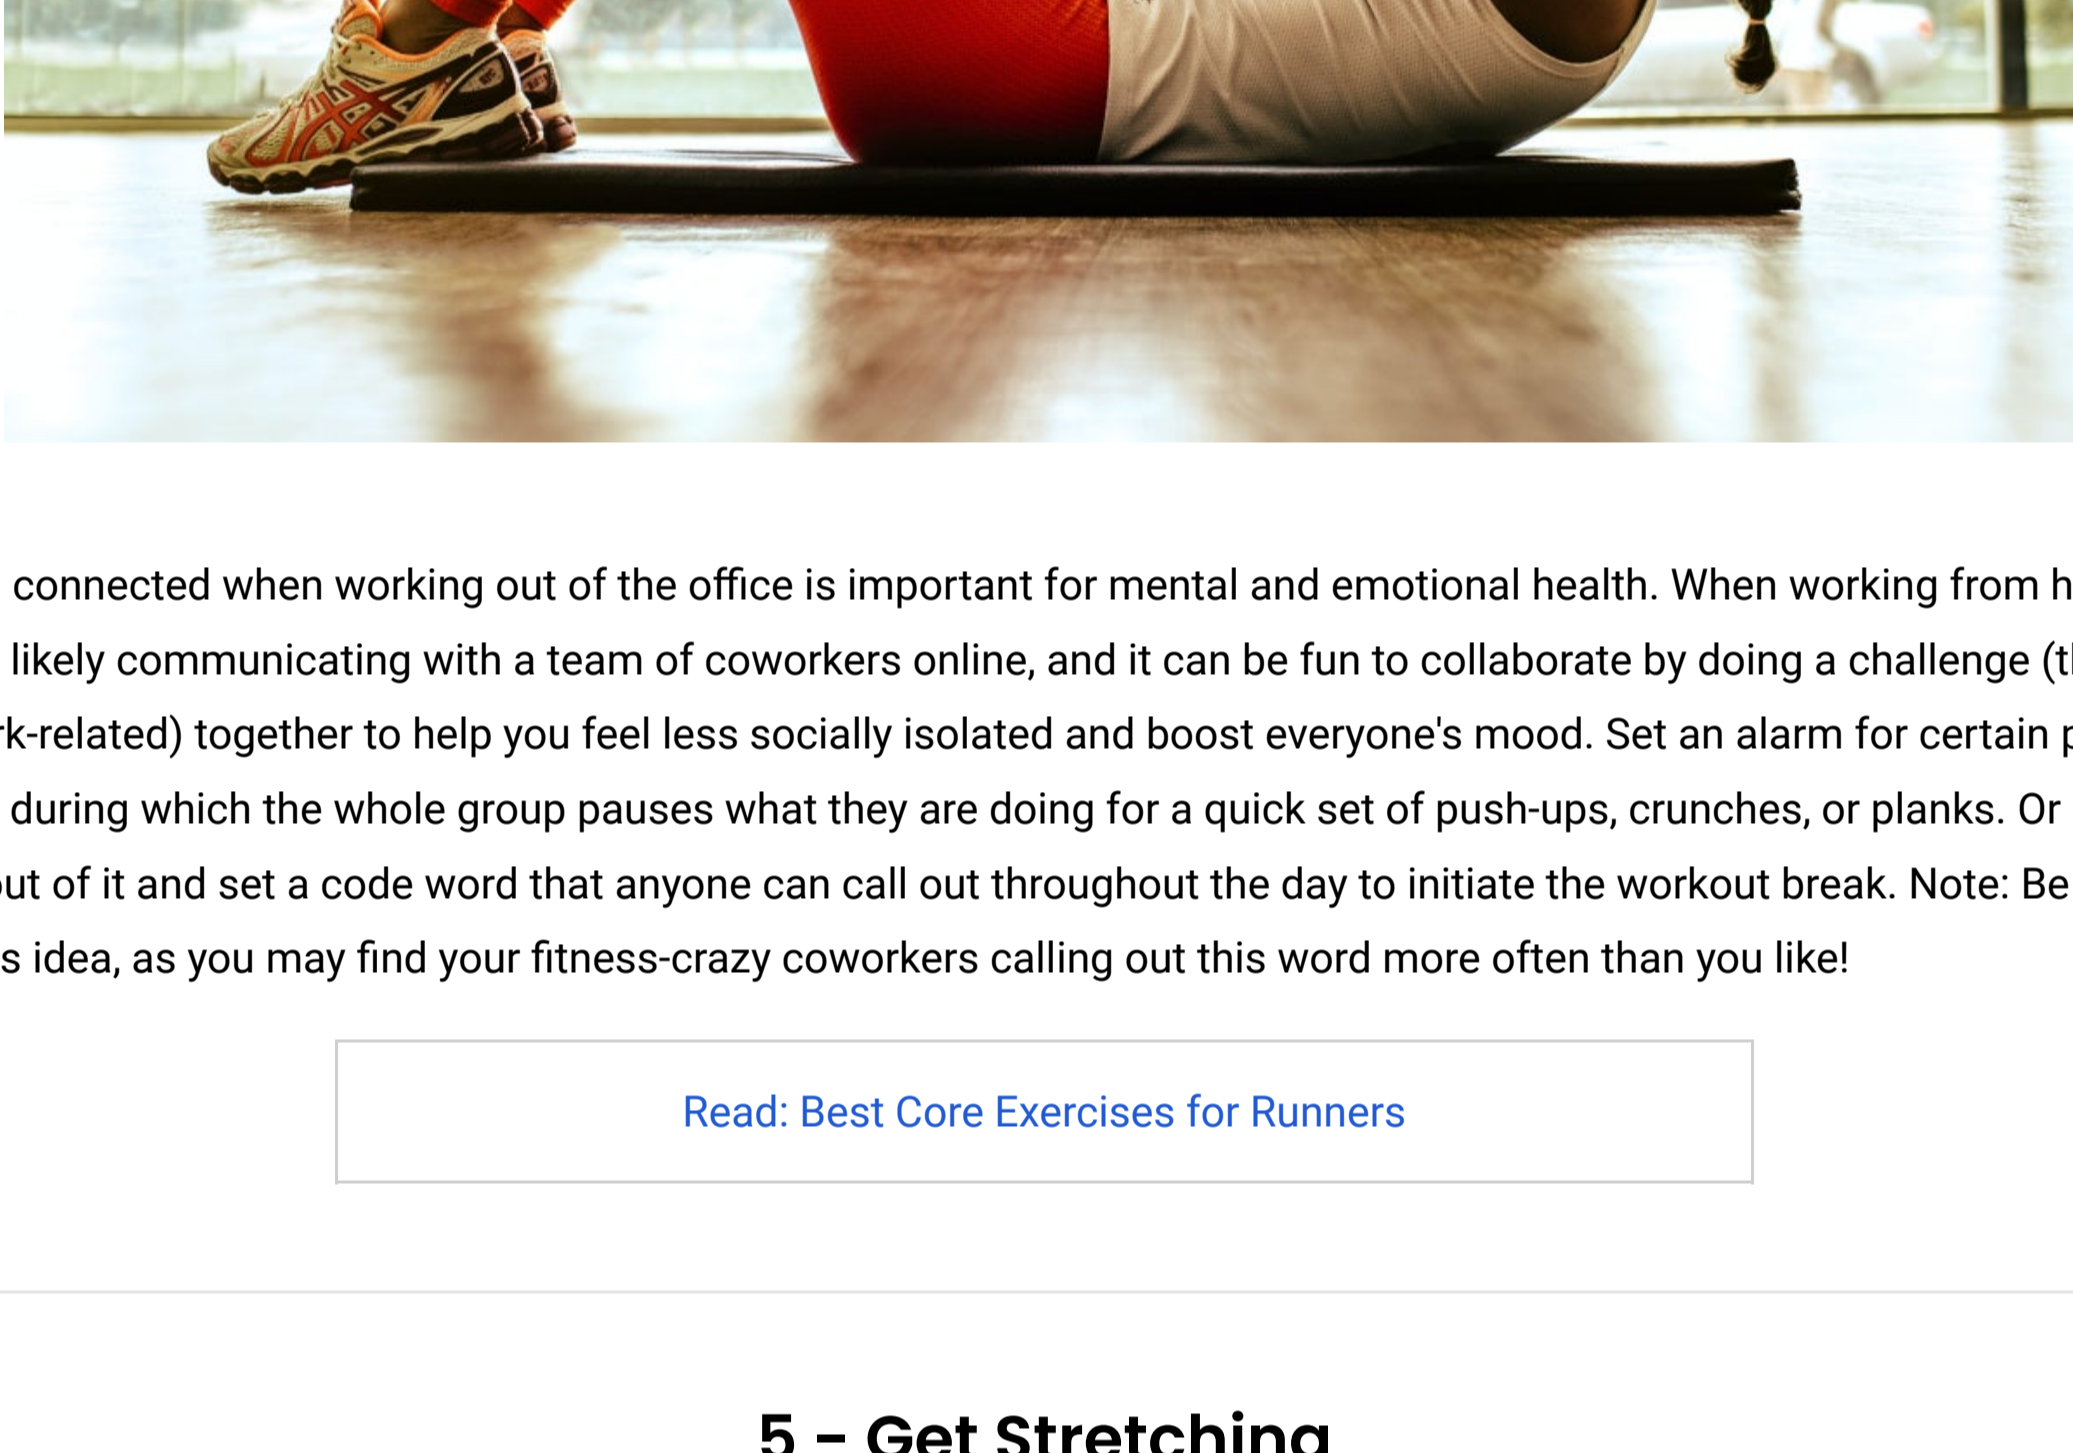 connected when working out of the office is important for mental and emotional health. When working from
likely communicating with a team of coworkers online, and it can be fun to collaborate by doing a challenge
rk-related) together to help you feel less socially isolated and boost everyone's mood. Set an alarm for certain
during which the whole group pauses what they are doing for a quick set of push-ups, crunches, or planks. Or
out of it and set a code word that anyone can call out throughout the day to initiate the workout break. Note: Be
s idea, as you may find your fitness-crazy coworkers calling out this word more often than you like!
Read: Best Core Exercises for Runners
5 - Get Stretching